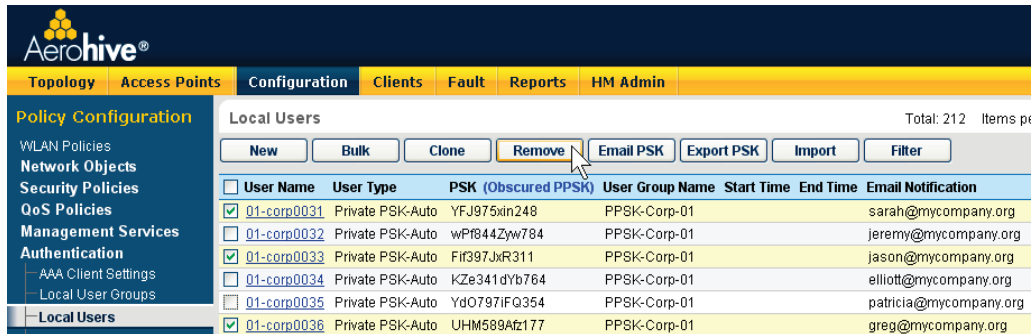 Aerohive®
Topology Access Points Configuration Clients Fault Reports HM Admin
Policy Configuration
WLAN Policies
Network Objects
Security Policies
QoS Policies
Management Services
Authentication
AAA Client Settings
Local User Groups
Local Users
Local Users Total: 212 Items pe
New Bulk Clone Remove Email PSK Export PSK Import Filter
User Name User Type PSK (Obscured PPSK) User Group Name Start Time End Time Email Notification
01-corp0031 Private PSK-Auto YFJ975xin248 PPSK-Corp-01 sarah@mycompany.org
01-corp0032 Private PSK-Auto wPf844Zyw784 PPSK-Corp-01 jeremy@mycompany.org
01-corp0033 Private PSK-Auto Fif397JxR311 PPSK-Corp-01 jason@mycompany.org
01-corp0034 Private PSK-Auto KZe341dYb764 PPSK-Corp-01 elliott@mycompany.org
01-corp0035 Private PSK-Auto YdO797iFQ354 PPSK-Corp-01 patricia@mycompany.org
01-corp0036 Private PSK-Auto UHM589Afz177 PPSK-Corp-01 greg@mycompany.org